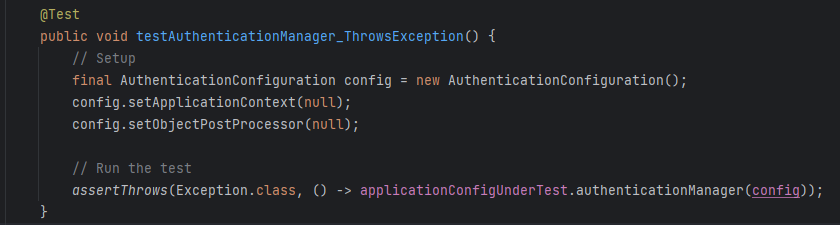 @Test
public void testAuthenticationManager_ThrowsException() {
// Setup
final AuthenticationConfiguration config = new AuthenticationConfiguration();
config.setApplicationContext(null);
config.setObjectPostProcessor(null);
// Run the test
assertThrows(Exception.class, () -> applicationConfigUnderTest.authenticationManager(config));
}